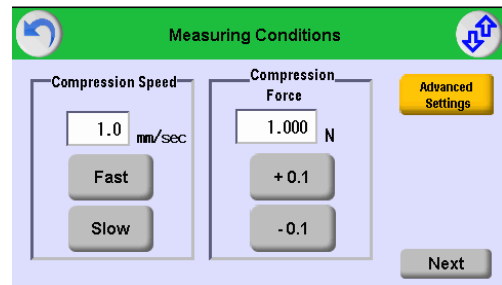 Measuring Conditions
Compression Speed
1.0 mm/sec
Fast
Slow
Compression
Force
1.000 N
+ 0.1
- 0.1
Advanced
Settings
Next